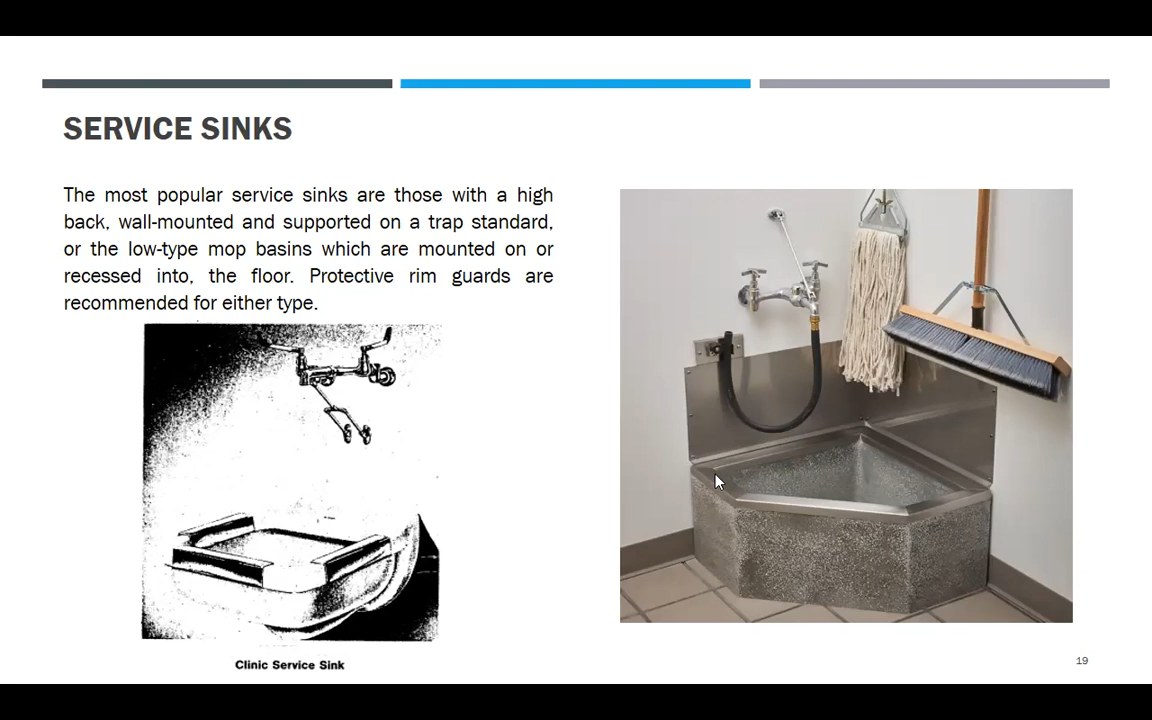 SERVICE SINKS
The most popular service sinks are those with a high
back, wall-mounted and supported on a trap standard,
or the low-type mop basins which are mounted on or
recessed into, the floor. Protective rim guards are
recommended for either type.
Clinic Service Sink
19